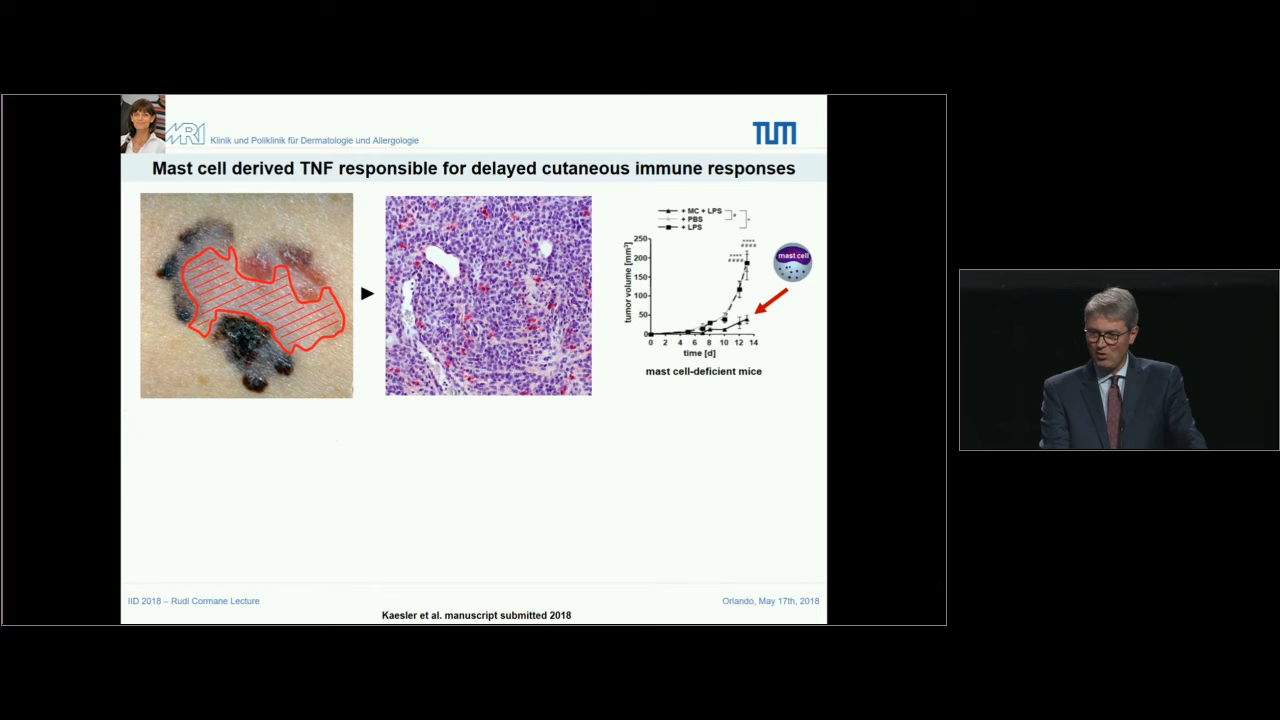 MRI
Klinik und Poliklinik für Dermatologie und Allergologie
TUM
Mast cell derived TNF responsible for delayed cutaneous immune responses
+ MC + LPS
+ PBS
+ LPS
#
*
****
####
****
####
mast cell
tumor volume [mm³]
250
200
150
100
50
0
0 2 4 6 7 8 10 12 14
time [d]
mast cell-deficient mice
IID 2018 – Rudi Cormane Lecture
Orlando, May 17th, 2018
Kaesler et al. manuscript submitted 2018